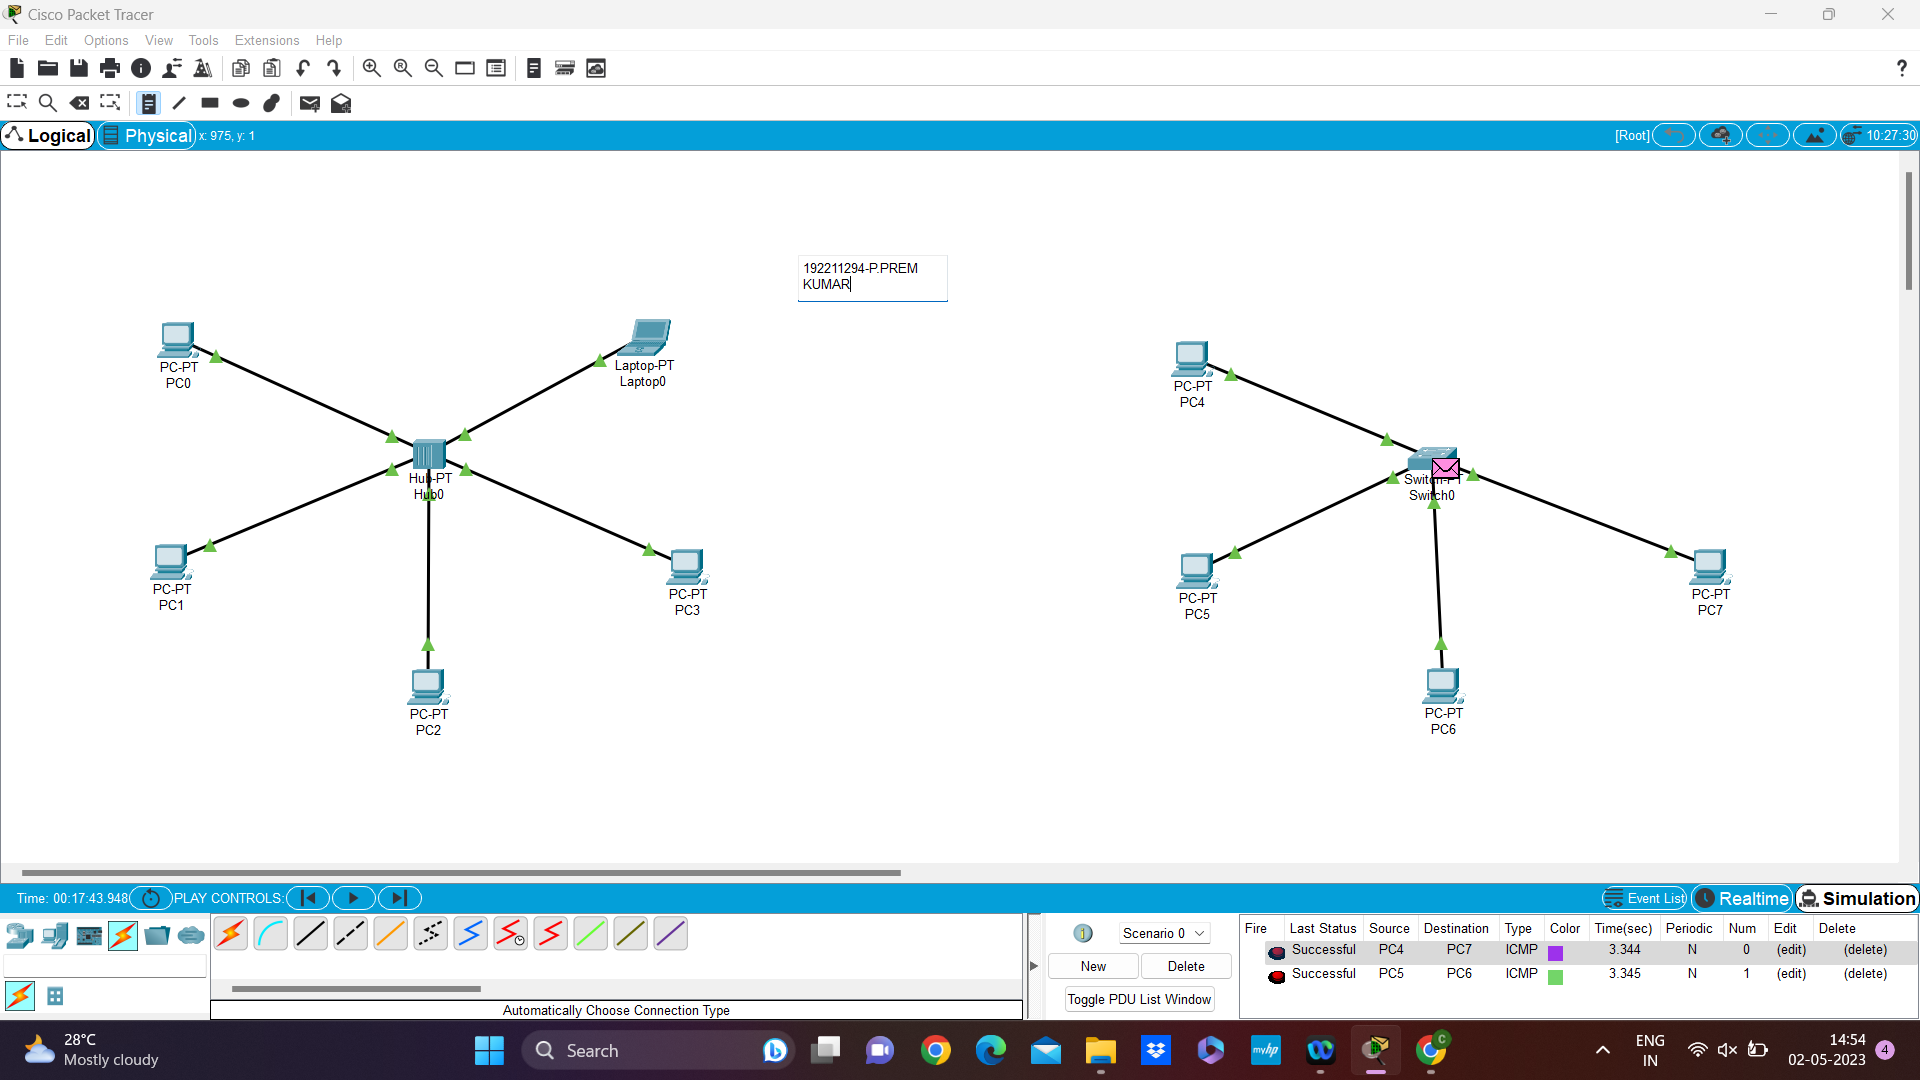 Cisco Packet Tracer
File Edit Options View Tools Extensions Help
?
Logical Physical x: 975, y: 1 [Root] 10:27:30
192211294-P.PREM
KUMAR
PC-PT
PC0
Laptop-PT
Laptop0
Hub-PT
Hub0
PC-PT
PC1
PC-PT
PC2
PC-PT
PC3
PC-PT
PC4
Switch-PT
Switch0
PC-PT
PC5
PC-PT
PC6
PC-PT
PC7
Time: 00:17:43.948 PLAY CONTROLS: Event List Realtime Simulation
Automatically Choose Connection Type
Scenario 0
New Delete
Toggle PDU List Window
Fire Last Status Source Destination Type Color Time(sec) Periodic Num Edit Delete
Successful PC4 PC7 ICMP 3.344 N 0 (edit) (delete)
Successful PC5 PC6 ICMP 3.345 N 1 (edit) (delete)
28°C
Mostly cloudy
Search
myhp
C
ENG
IN
14:54
02-05-2023
4